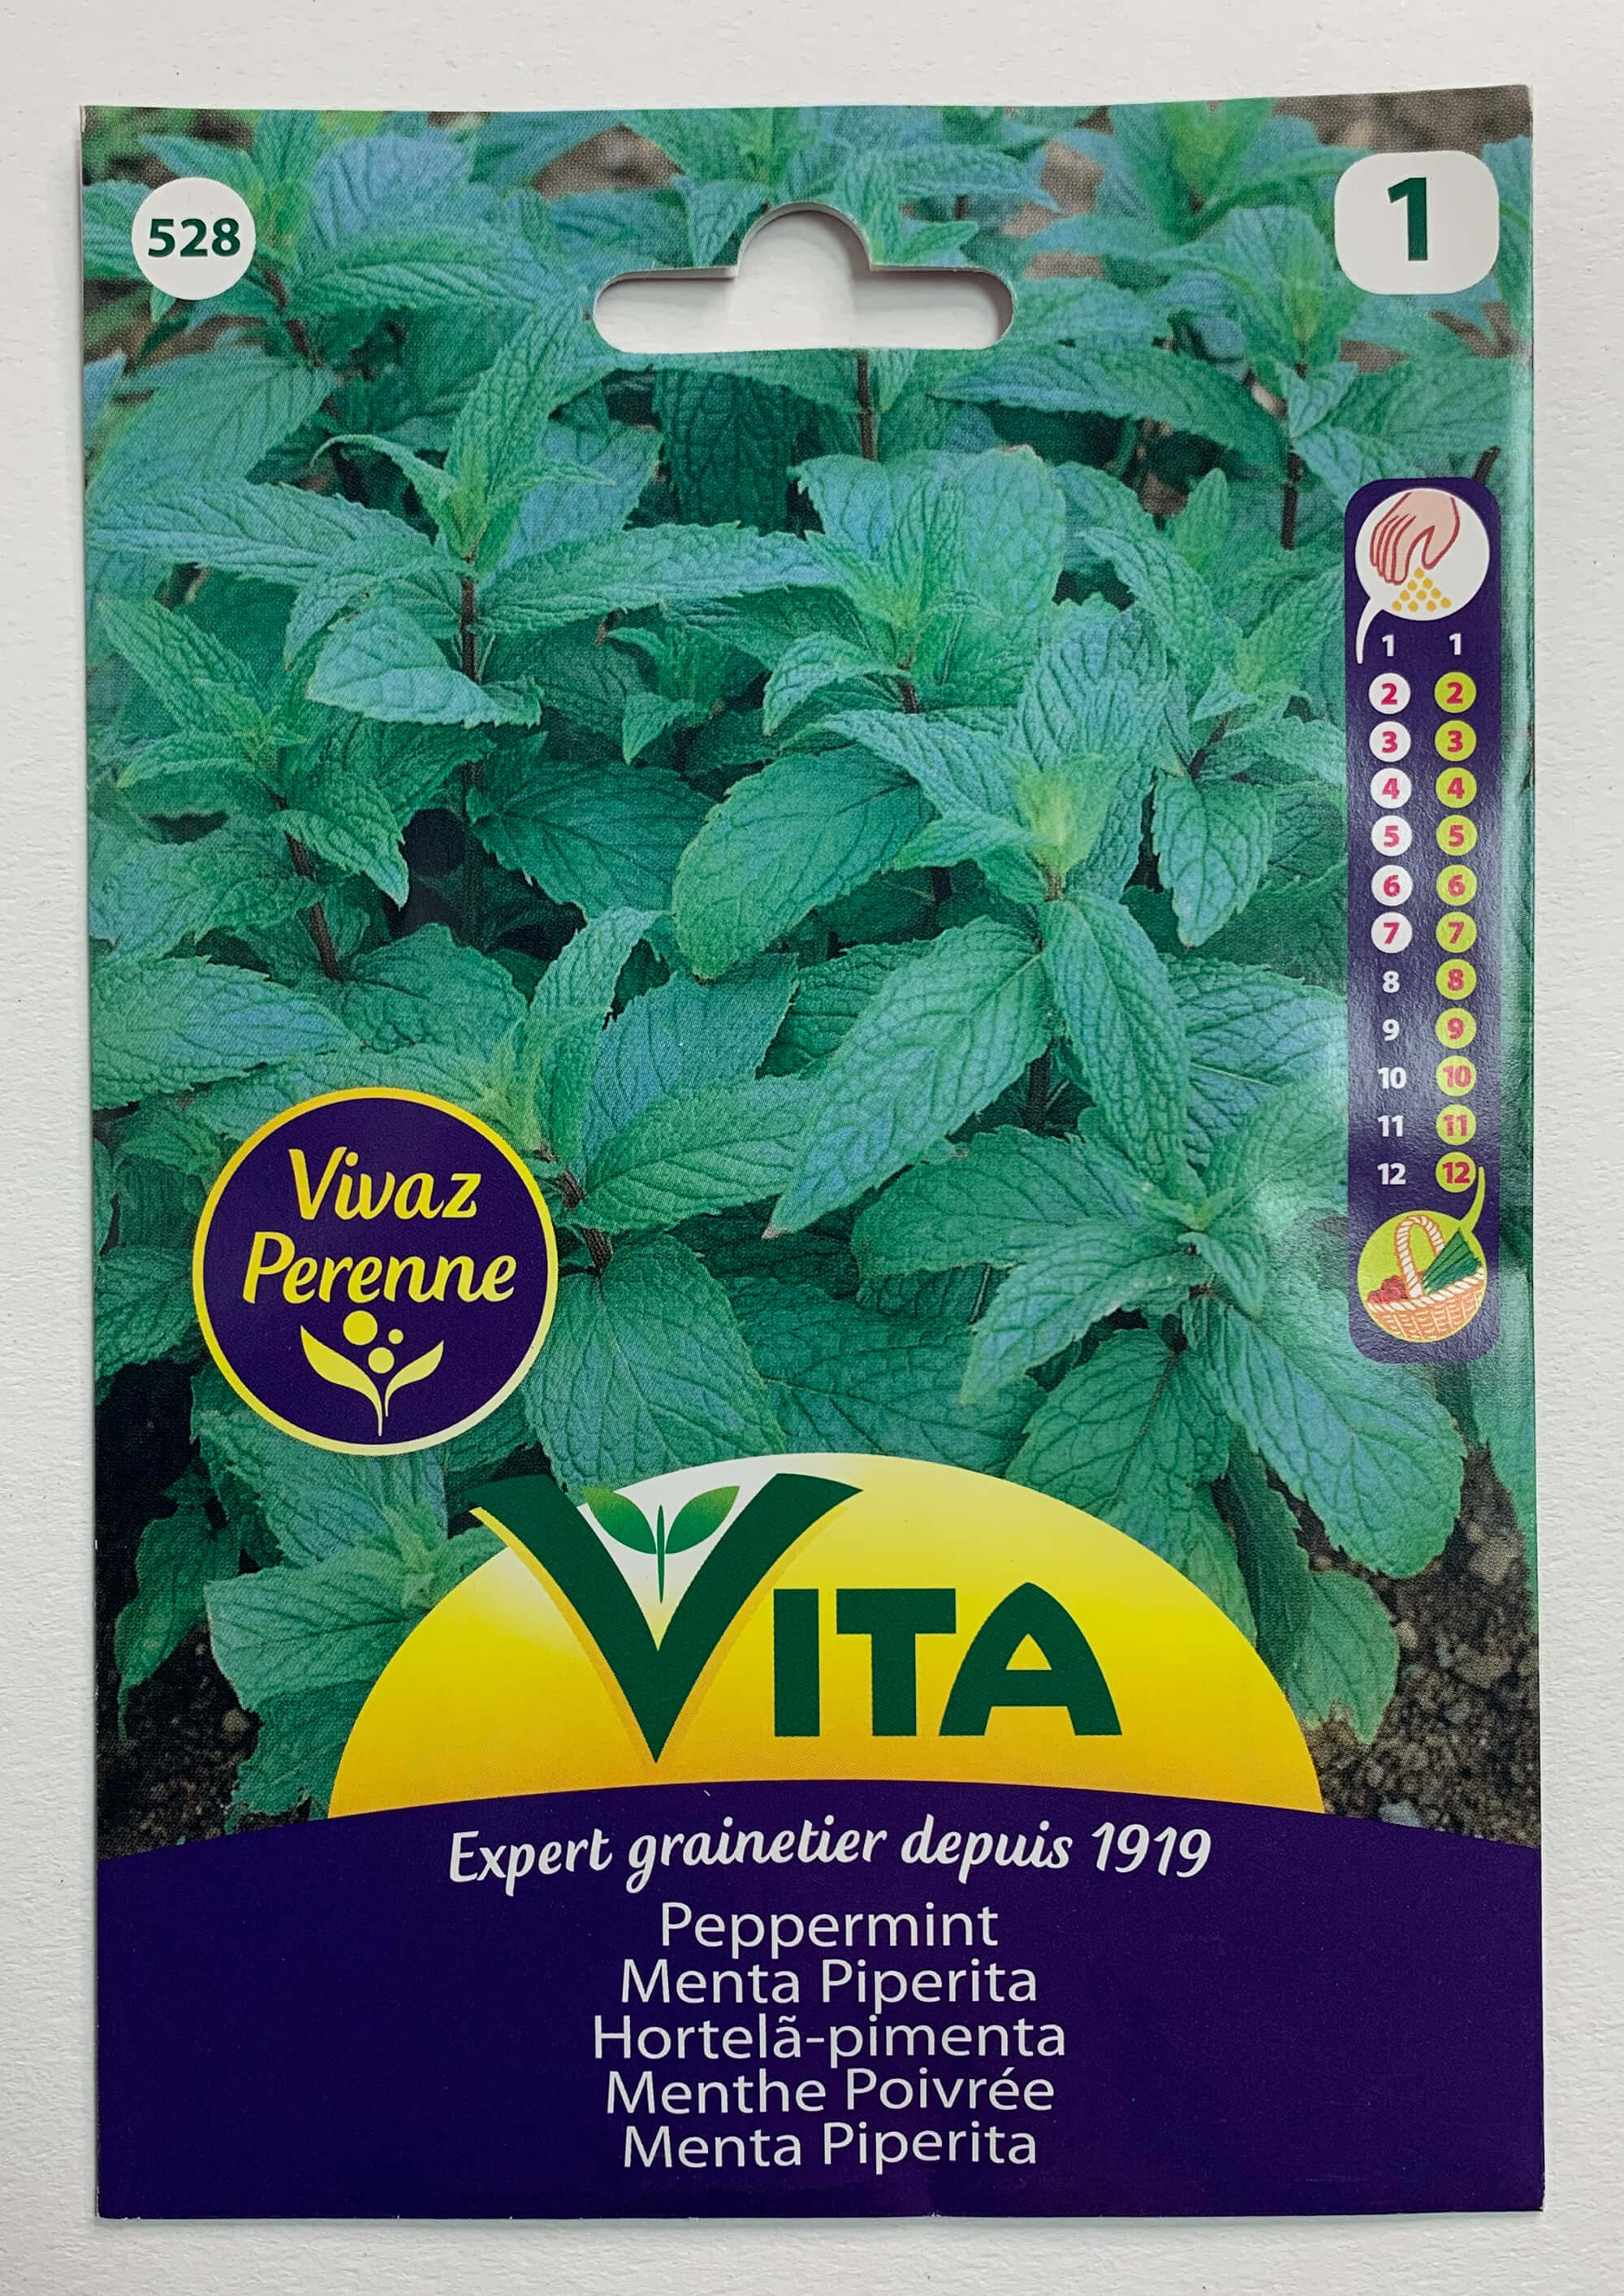 528
1
1 1
2 2
3 3
4 4
5 5
6 6
7 7
8 8
9 9
10 10
11 11
12 12
Vivaz
Perenne
VITA
Expert grainetier depuis 1919
Peppermint
Menta Piperita
Hortelã-pimenta
Menthe Poivrée
Menta Piperita